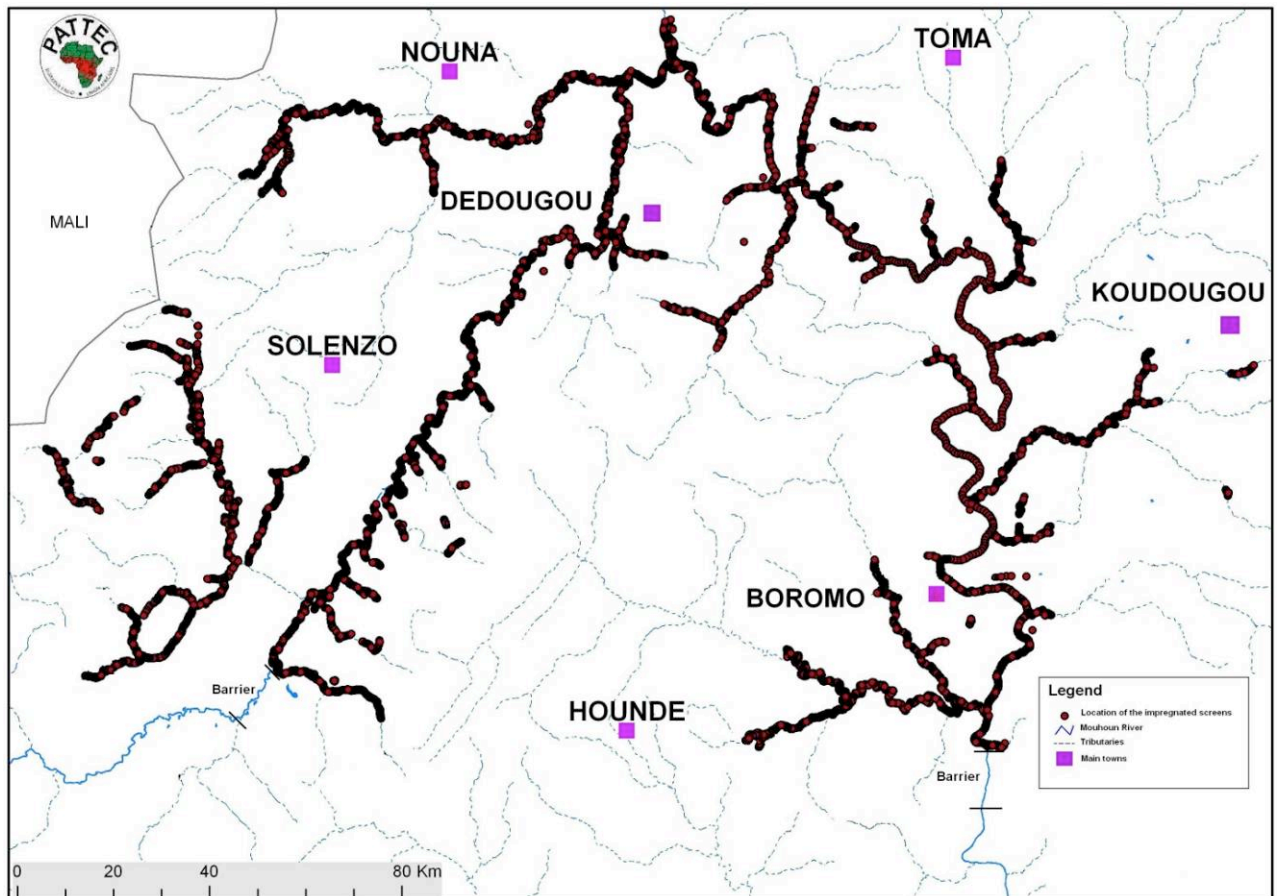 PATTEC
NOUNA
TOMA
DEDOUGOU
MALI
KOUDOUGOU
SOLENZO
BOROMO
Barrier
HOUNDE
Barrier
Legend
Location of the impregnated screens
Mouhoun River
Tributaries
Main towns
0 20 40 80 Km